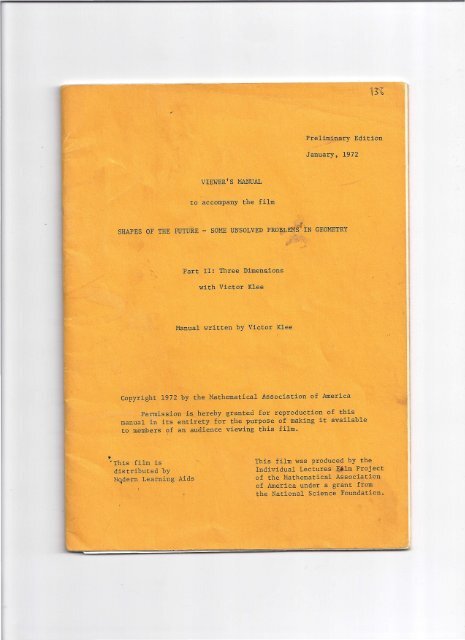 136
Preliminary Edition
January, 1972
VIEWER'S MANUAL
to accompany the film
SHAPES OF THE FUTURE - SOME UNSOLVED PROBLEMS IN GEOMETRY
Part II: Three Dimensions
with Victor Klee
Manual written by Victor Klee
Copyright 1972 by the Mathematical Association of America
Permission is hereby granted for reproduction of this
manual in its entirety for the purpose of making it available
to members of an audience viewing this film.
This film is
distributed by
Modern Learning Aids
This film was produced by the
Individual Lectures Film Project
of the Mathematical Association
of America under a grant from
the National Science Foundation.